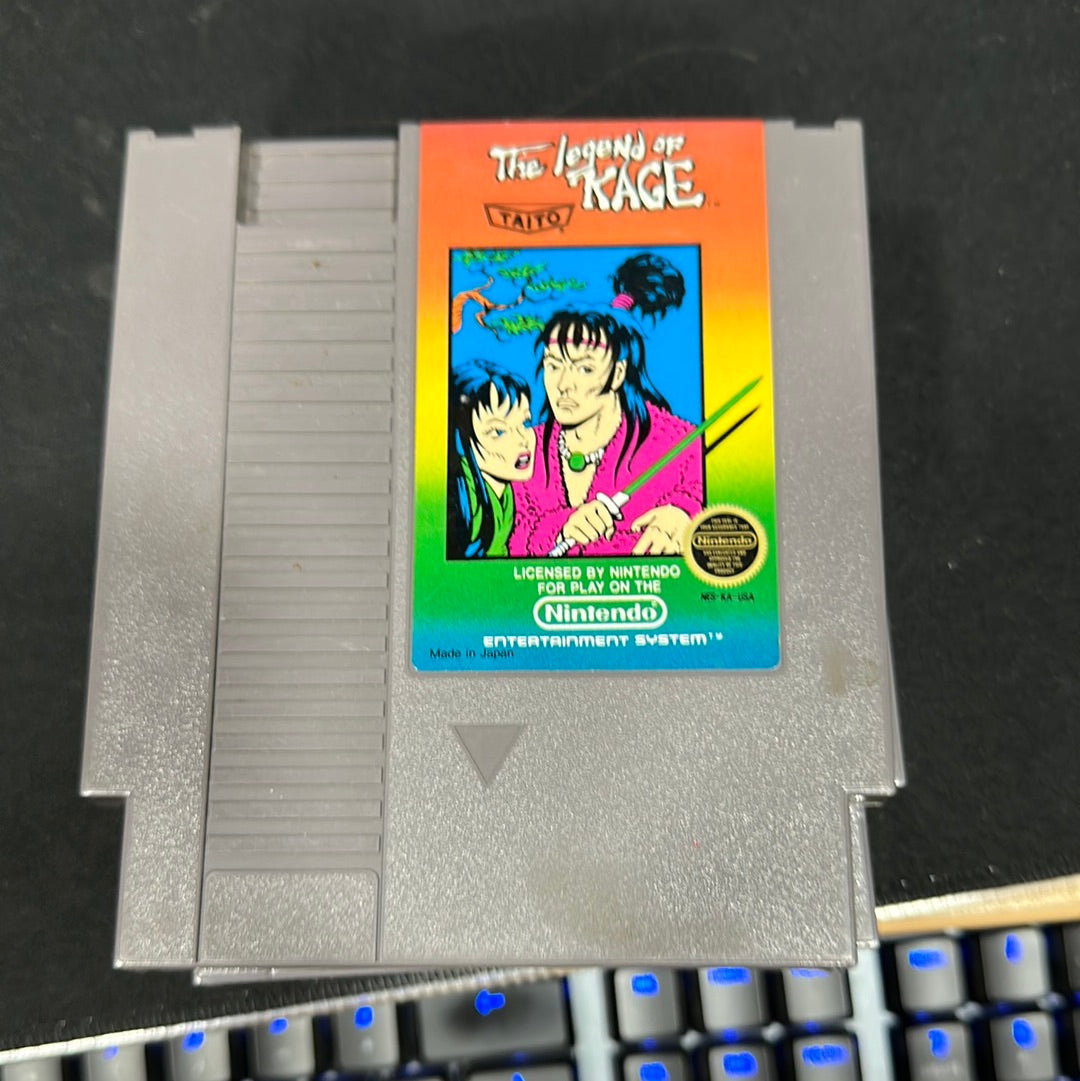 The Legend of
KAGE
TAITO
Nintendo
LICENSED BY NINTENDO
FOR PLAY ON THE
NES-KA-USA
Nintendo®
ENTERTAINMENT SYSTEM™
Made in Japan